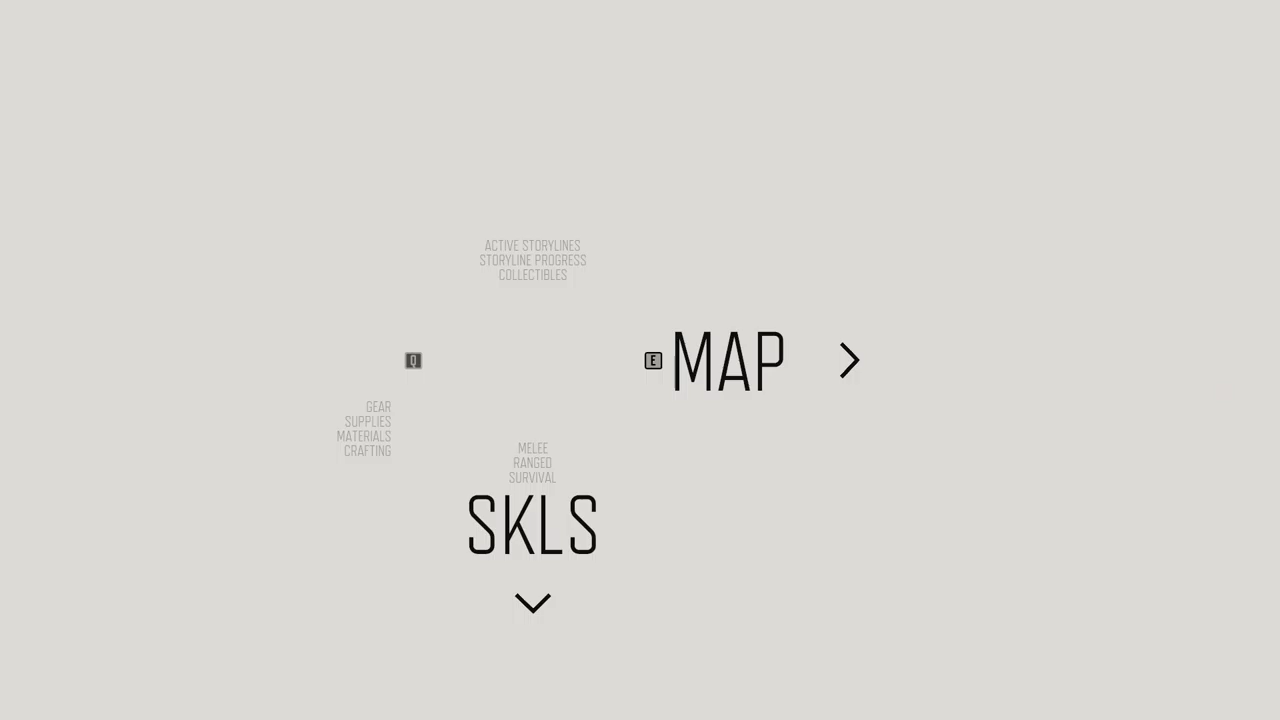 ACTIVE STORYLINES
STORYLINE PROGRESS
COLLECTIBLES
Q
E
MAP
GEAR
SUPPLIES
MATERIALS
CRAFTING
MELEE
RANGED
SURVIVAL
SKLS